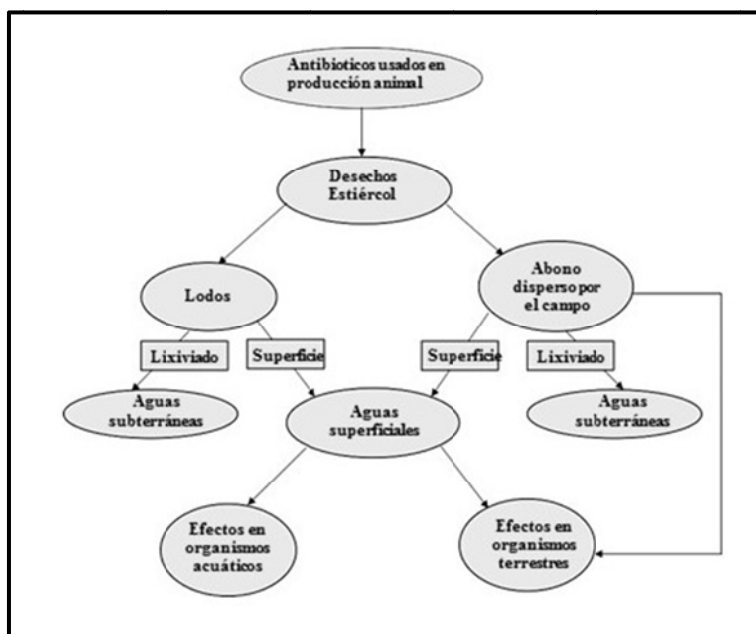 Antibioticos usados en
producción animal
Desechos
Estiércol
Lodos
Abono
disperso por
el campo
Lixiviado
Superficie
Superficie
Lixiviado
Aguas
subterráneas
Aguas
superficiales
Aguas
subterráneas
Efectos en
organismos
acuáticos
Efectos en
organismos
terrestres